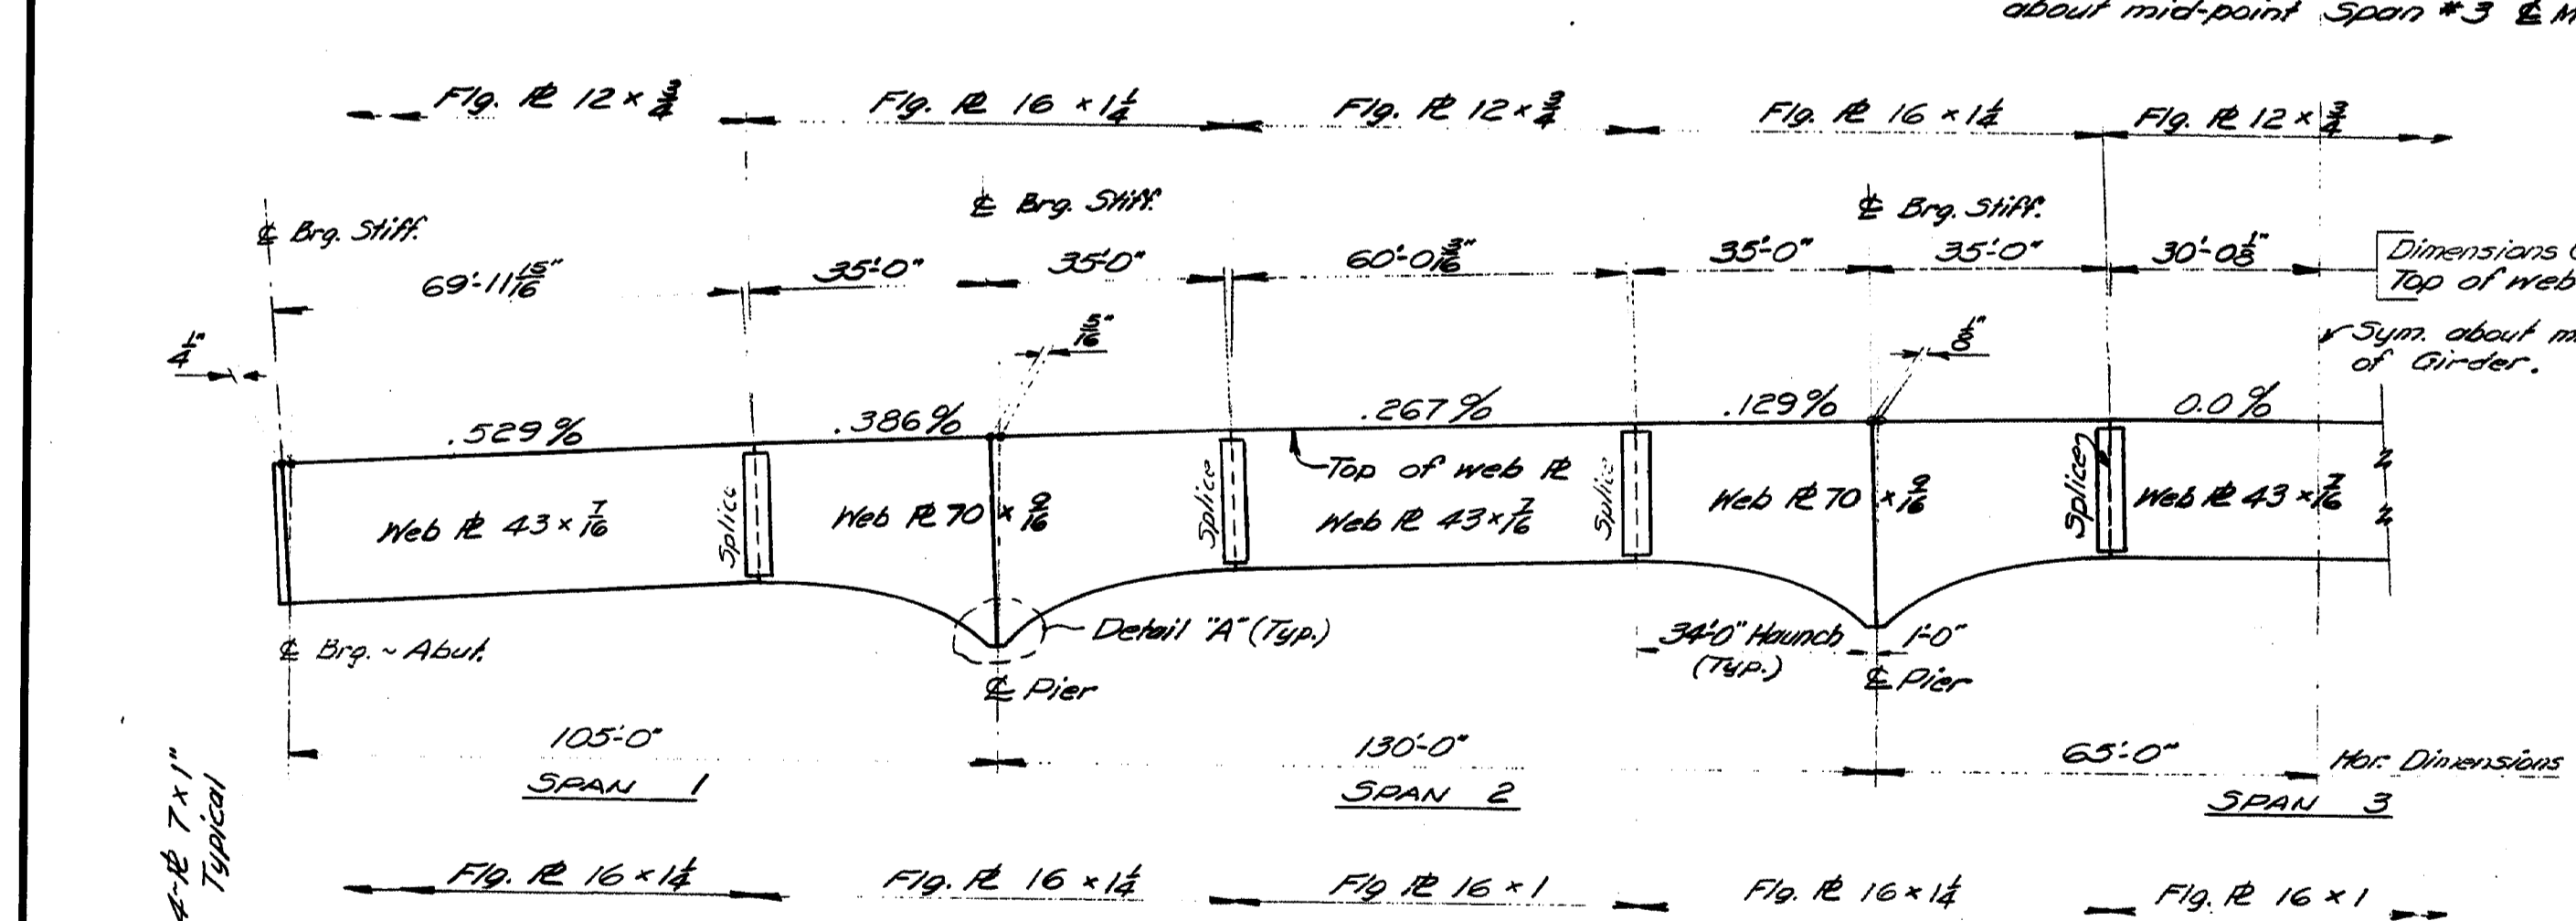 about mid-point Span #3 ℄ M
Flg. ℙ 12 × 3/4
Flg. ℙ 16 × 1 1/4
Flg. ℙ 12 × 3/4
Flg. ℙ 16 × 1 1/4
Flg. ℙ 12 × 3/4
℄ Brg. Stiff.
℄ Brg. Stiff.
℄ Brg. Stiff.
69'-11 15/16"
35'-0"
35'-0"
60'-0 3/16"
35'-0"
35'-0"
30'-0 1/8"
Dimensions
Top of web
1/4"
5/16"
1/8"
Sym. about m
of Girder.
.529%
.386%
.267%
.129%
0.0%
Top of web ℙ
Web ℙ 43 × 7/16
Splice
Web ℙ 70 × 9/16
Splice
Web ℙ 43 × 7/16
Splice
Web ℙ 70 × 9/16
Splice
Web ℙ 43 × 7/16
℄ Brg. ~ Abut.
Detail "A" (Typ.)
34'-0" Haunch
(Typ.)
1'-0"
℄ Pier
℄ Pier
105'-0"
130'-0"
65'-0"
Hor. Dimensions
SPAN 1
SPAN 2
SPAN 3
4-ℙ 7 × 1"
Typical
Flg. ℙ 16 × 1 1/4
Flg. ℙ 16 × 1 1/4
Flg ℙ 16 × 1
Flg. ℙ 16 × 1 1/4
Flg. ℙ 16 × 1